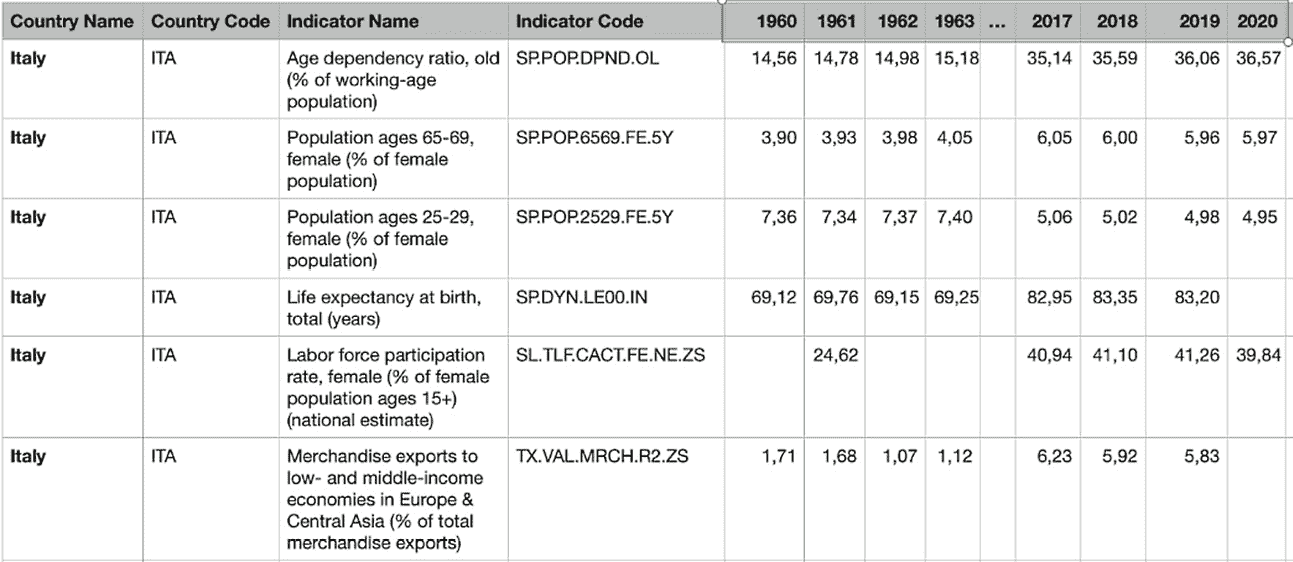 Country Name Country Code Indicator Name Indicator Code 1960 1961 1962 1963 ... 2017 2018 2019 2020
Italy ITA Age dependency ratio, old SP.POP.DPND.OL 14,56 14,78 14,98 15,18 35,14 35,59 36,06 36,57
(% of working-age
population)
Italy ITA Population ages 65-69, SP.POP.6569.FE.5Y 3,90 3,93 3,98 4,05 6,05 6,00 5,96 5,97
female (% of female
population)
Italy ITA Population ages 25-29, SP.POP.2529.FE.5Y 7,36 7,34 7,37 7,40 5,06 5,02 4,98 4,95
female (% of female
population)
Italy ITA Life expectancy at birth, SP.DYN.LE00.IN 69,12 69,76 69,15 69,25 82,95 83,35 83,20
total (years)
Italy ITA Labor force participation SL.TLF.CACT.FE.NE.ZS 24,62 40,94 41,10 41,26 39,84
rate, female (% of female
population ages 15+)
(national estimate)
Italy ITA Merchandise exports to TX.VAL.MRCH.R2.ZS 1,71 1,68 1,07 1,12 6,23 5,92 5,83
low- and middle-income
economies in Europe &
Central Asia (% of total
merchandise exports)